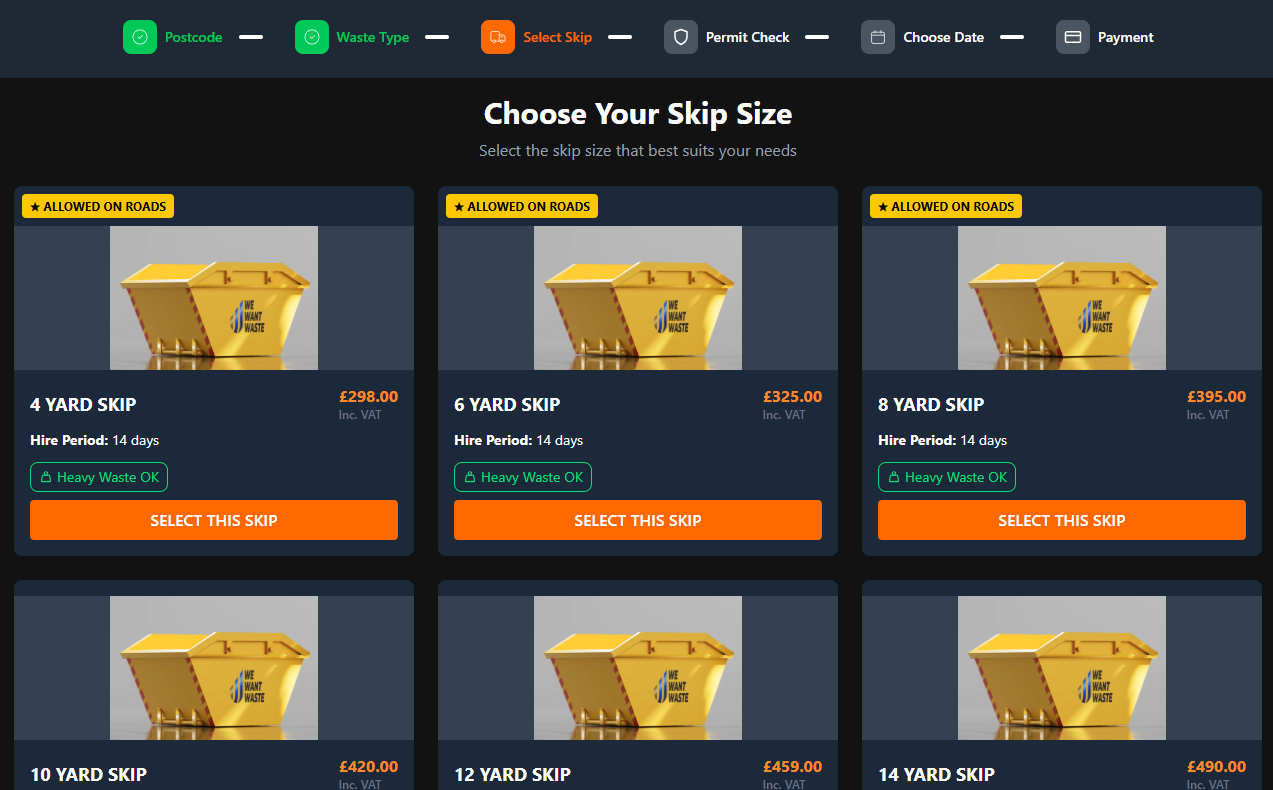 Postcode
Waste Type
Select Skip
Permit Check
Choose Date
Payment
Choose Your Skip Size
Select the skip size that best suits your needs
★ ALLOWED ON ROADS
★ ALLOWED ON ROADS
★ ALLOWED ON ROADS
WE
WANT
WASTE
WE
WANT
WASTE
WE
WANT
WASTE
4 YARD SKIP
£298.00
Inc. VAT
Hire Period: 14 days
Heavy Waste OK
SELECT THIS SKIP
6 YARD SKIP
£325.00
Inc. VAT
Hire Period: 14 days
Heavy Waste OK
SELECT THIS SKIP
8 YARD SKIP
£395.00
Inc. VAT
Hire Period: 14 days
Heavy Waste OK
SELECT THIS SKIP
WE
WANT
WASTE
WE
WANT
WASTE
WE
WANT
WASTE
10 YARD SKIP
£420.00
Inc. VAT
12 YARD SKIP
£459.00
Inc. VAT
14 YARD SKIP
£490.00
Inc. VAT